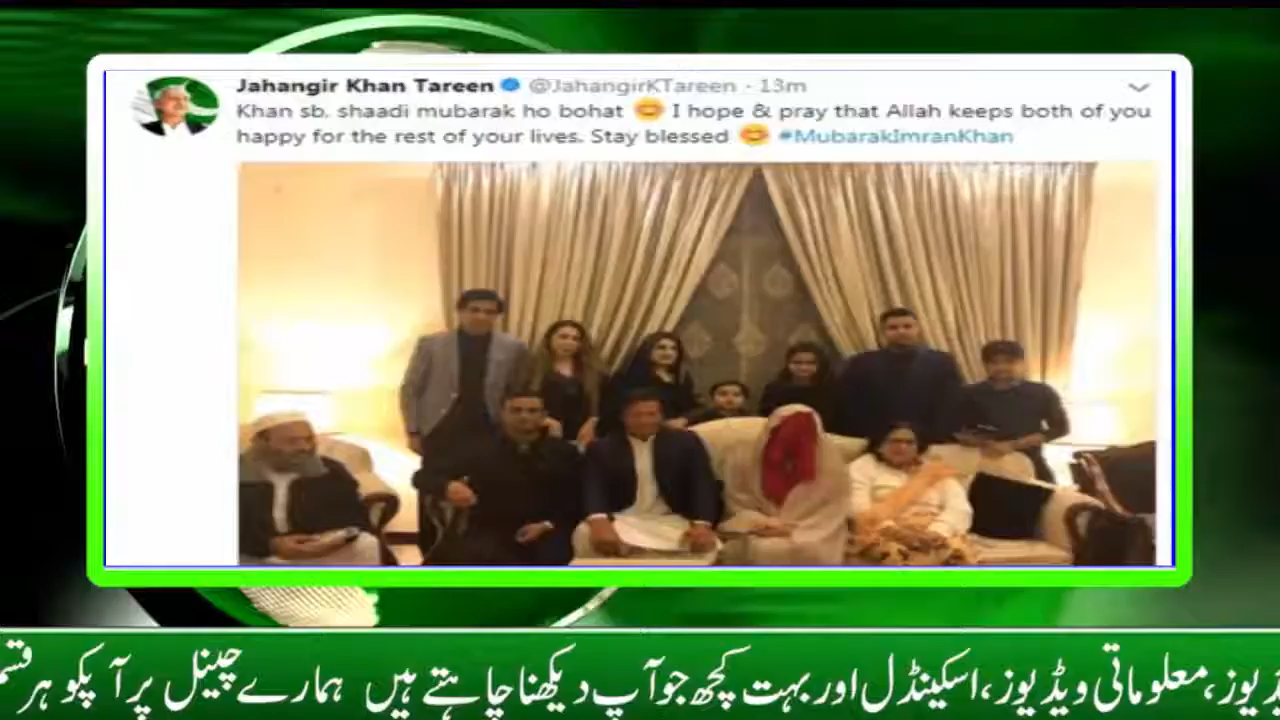 Jahangir Khan Tareen @JahangirKTareen · 13m
Khan sb. shaadi mubarak ho bohat 😊 I hope & pray that Allah keeps both of you
happy for the rest of your lives. Stay blessed 😊 #MubarakImranKhan
ڈیوز، معلوماتی ویڈیوز، اسکینڈل اور بہت کچھ جو آپ دیکھنا چاہتے ہیں ہمارے چینل پر آپکو ہر قسم